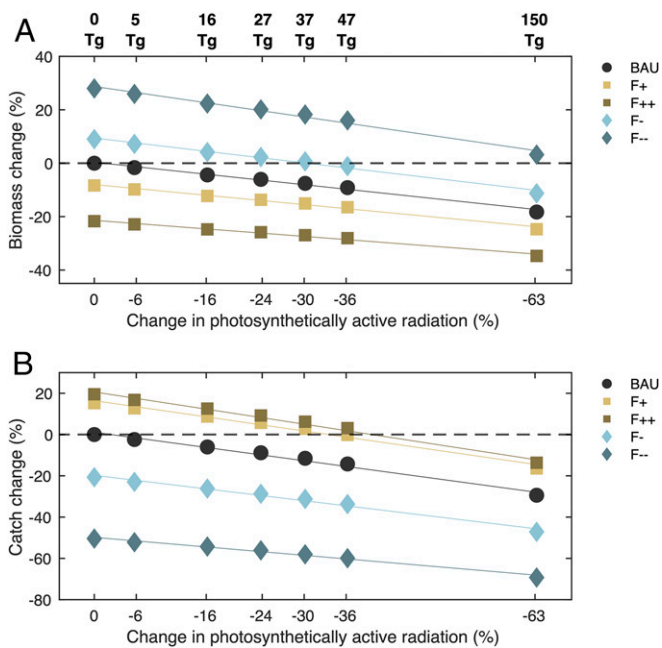 0 5 16 27 37 47 150
Tg Tg Tg Tg Tg Tg Tg
A
40
20
0
-20
-40
Biomass change (%)
0 -6 -16 -24 -30 -36 -63
Change in photosynthetically active radiation (%)
BAU
F+
F++
F-
F--
B
20
0
-20
-40
-60
-80
Catch change (%)
0 -6 -16 -24 -30 -36 -63
Change in photosynthetically active radiation (%)
BAU
F+
F++
F-
F--